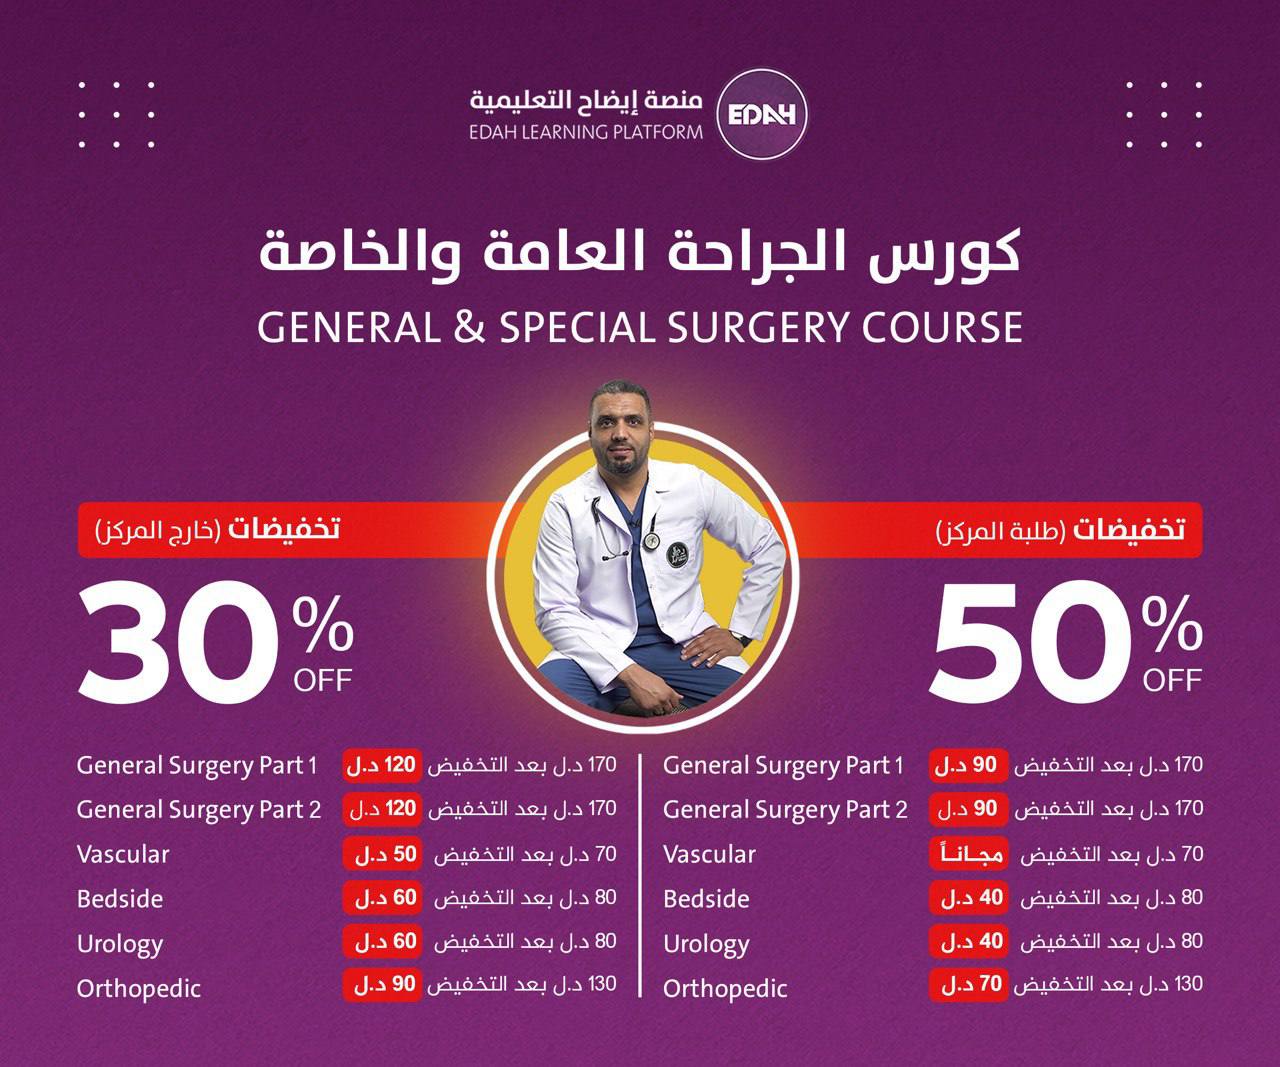 منصة إيضاح التعليمية
EDAH LEARNING PLATFORM
EDAH
كورس الجراحة العامة والخاصة
GENERAL & SPECIAL SURGERY COURSE
تخفيضات (طلبة المركز)
50% OFF
General Surgery Part 1 170 د.ل بعد التخفيض 90 د.ل
General Surgery Part 2 170 د.ل بعد التخفيض 90 د.ل
Vascular 70 د.ل بعد التخفيض مجـانـاً
Bedside 80 د.ل بعد التخفيض 40 د.ل
Urology 80 د.ل بعد التخفيض 40 د.ل
Orthopedic 130 د.ل بعد التخفيض 70 د.ل
تخفيضات (خارج المركز)
30% OFF
General Surgery Part 1 170 د.ل بعد التخفيض 120 د.ل
General Surgery Part 2 170 د.ل بعد التخفيض 120 د.ل
Vascular 70 د.ل بعد التخفيض 50 د.ل
Bedside 80 د.ل بعد التخفيض 60 د.ل
Urology 80 د.ل بعد التخفيض 60 د.ل
Orthopedic 130 د.ل بعد التخفيض 90 د.ل